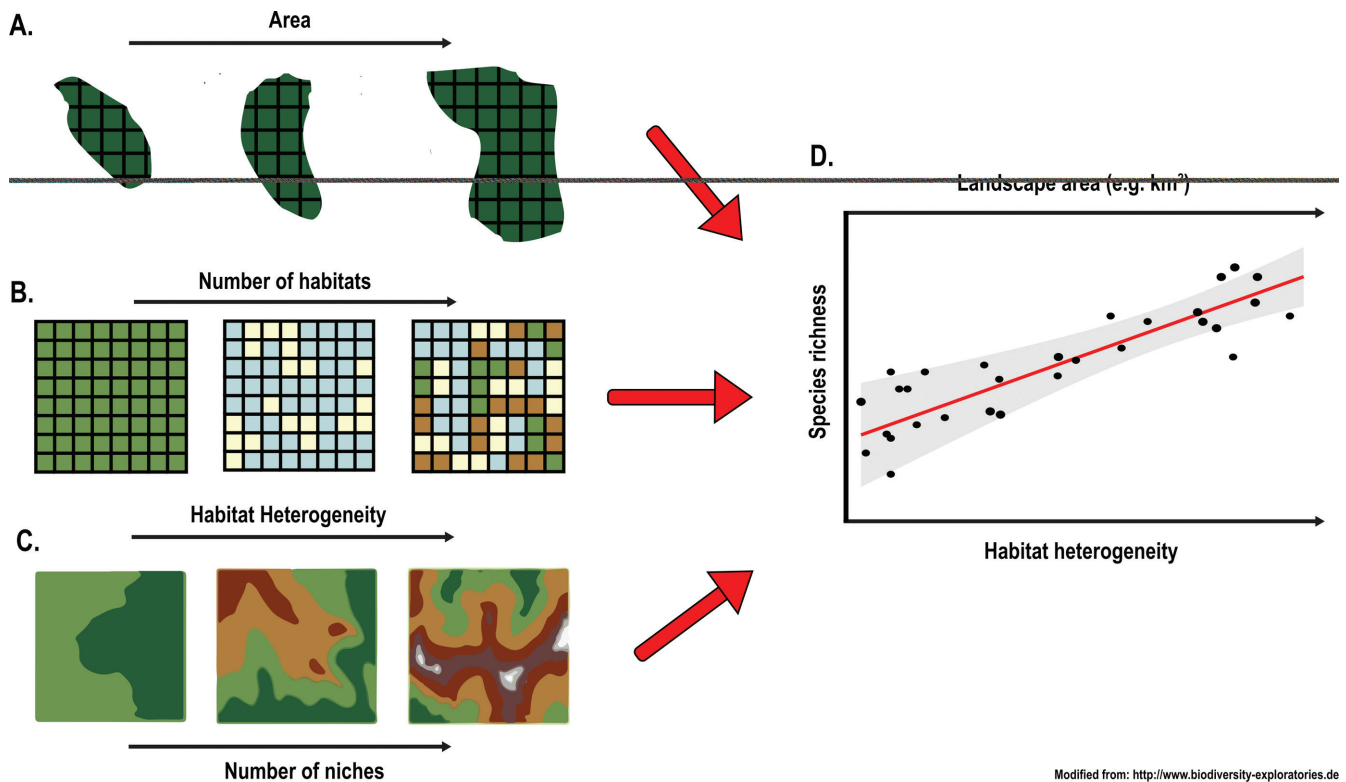 A.
Area
D.
Landscape area (e.g. km²)
Species richness
Habitat heterogeneity
B.
Number of habitats
C.
Habitat Heterogeneity
Number of niches
Modified from: http://www.biodiversity-exploratories.de